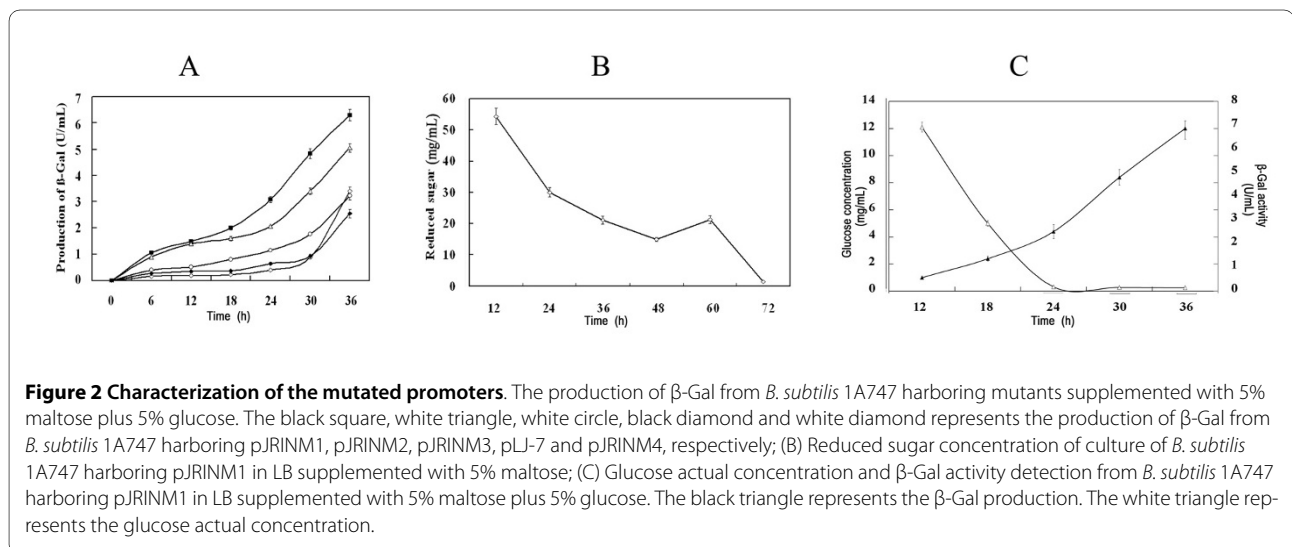 A
B
C
Production of ß-Gal (U/mL)
7
6
5
4
3
2
1
0
0 6 12 18 24 30 36
Time (h)
Reduced sugar (mg/mL)
60
50
40
30
20
10
0
12 24 36 48 60 72
Time (h)
Glucose concentration
(mg/mL)
14
12
10
8
6
4
2
0
12 18 24 30 36
Time (h)
8
7
6
5
4
3
2
1
0
β-Gal activity
(U/mL)
Figure 2 Characterization of the mutated promoters. The production of β-Gal from B. subtilis 1A747 harboring mutants supplemented with 5%
maltose plus 5% glucose. The black square, white triangle, white circle, black diamond and white diamond represents the production of β-Gal from
B. subtilis 1A747 harboring pJRINM1, pJRINM2, pJRINM3, pLJ-7 and pJRINM4, respectively; (B) Reduced sugar concentration of culture of B. subtilis
1A747 harboring pJRINM1 in LB supplemented with 5% maltose; (C) Glucose actual concentration and β-Gal activity detection from B. subtilis 1A747
harboring pJRINM1 in LB supplemented with 5% maltose plus 5% glucose. The black triangle represents the β-Gal production. The white triangle rep-
resents the glucose actual concentration.